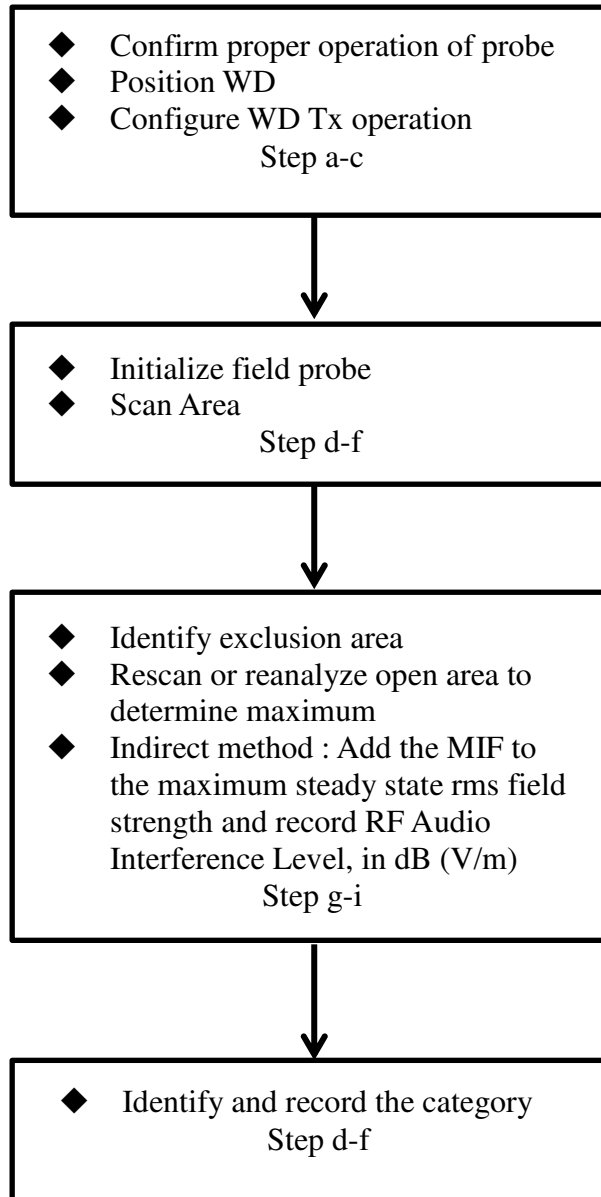 ◆ Confirm proper operation of probe
◆ Position WD
◆ Configure WD Tx operation
Step a-c
◆ Initialize field probe
◆ Scan Area
Step d-f
◆ Identify exclusion area
◆ Rescan or reanalyze open area to
determine maximum
◆ Indirect method : Add the MIF to
the maximum steady state rms field
strength and record RF Audio
Interference Level, in dB (V/m)
Step g-i
◆ Identify and record the category
Step d-f